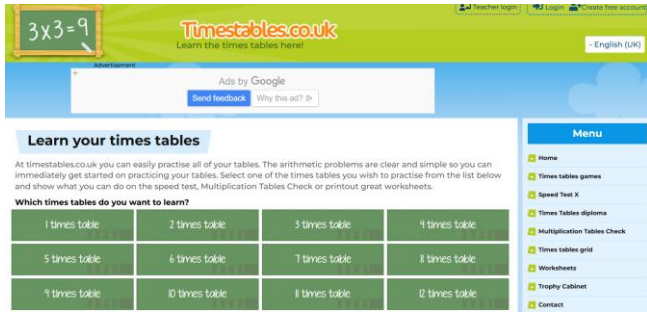 Teacher login
Login
Create free account
3x3=9
Timestables.co.uk
Learn the times tables here!
- English (UK)
Advertisement
Ads by Google
Send feedback
Why this ad?
Learn your times tables
At timestables.co.uk you can easily practise all of your tables. The arithmetic problems are clear and simple so you can
immediately get started on practicing your tables. Select one of the times tables you wish to practise from the list below
and show what you can do on the speed test, Multiplication Tables Check or printout great worksheets.
Which times tables do you want to learn?
1 times table
2 times table
3 times table
4 times table
5 times table
6 times table
7 times table
8 times table
9 times table
10 times table
11 times table
12 times table
Menu
Home
Times tables games
Speed Test X
Times Tables diploma
Multiplication Tables Check
Times tables grid
Worksheets
Trophy Cabinet
Contact